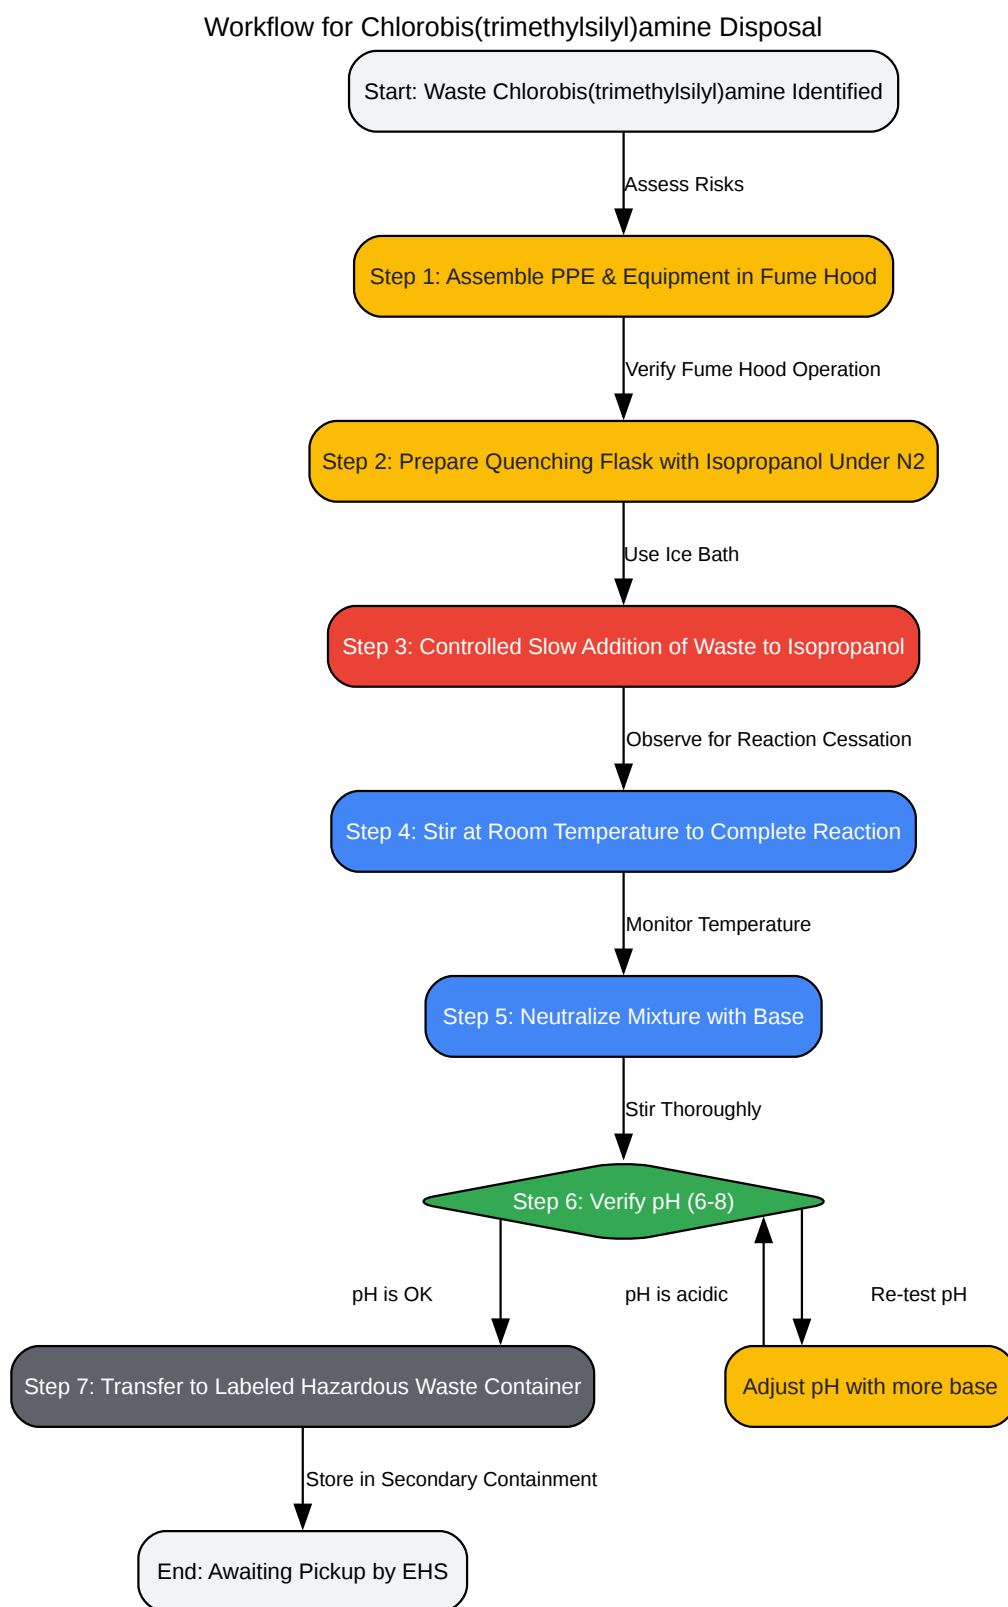 Workflow for Chlorobis(trimethylsilyl)amine Disposal
Start: Waste Chlorobis(trimethylsilyl)amine Identified
Assess Risks
Step 1: Assemble PPE & Equipment in Fume Hood
Verify Fume Hood Operation
Step 2: Prepare Quenching Flask with Isopropanol Under N2
Use Ice Bath
Step 3: Controlled Slow Addition of Waste to Isopropanol
Observe for Reaction Cessation
Step 4: Stir at Room Temperature to Complete Reaction
Monitor Temperature
Step 5: Neutralize Mixture with Base
Stir Thoroughly
Step 6: Verify pH (6-8)
pH is OK
pH is acidic
Re-test pH
Step 7: Transfer to Labeled Hazardous Waste Container
Adjust pH with more base
Store in Secondary Containment
End: Awaiting Pickup by EHS